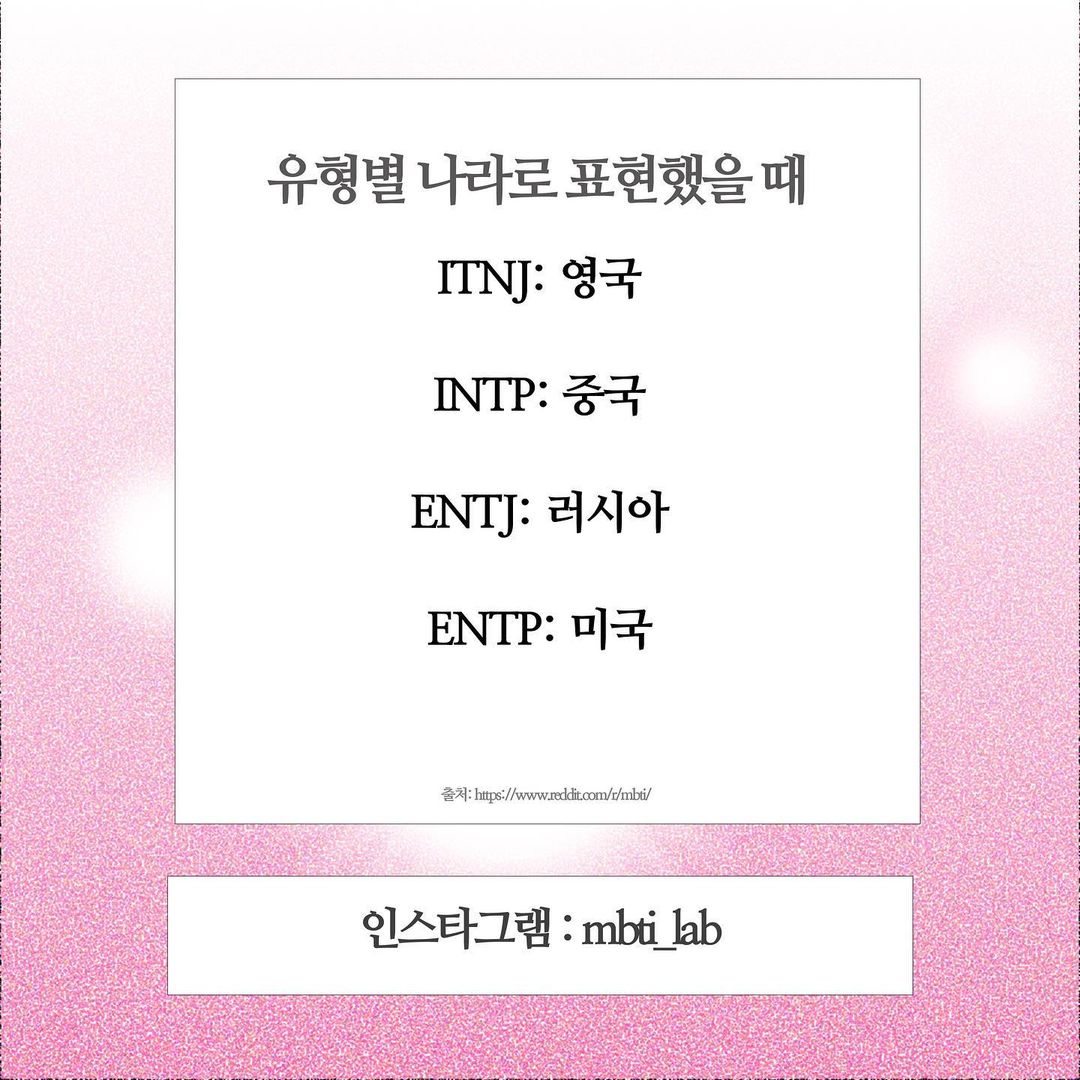 유형별 나라로 표현했을 때
ITNJ: 영국
INTP: 중국
ENTJ: 러시아
ENTP: 미국
출처: https://www.reddit.com/r/mbti/
인스타그램 : mbti_lab